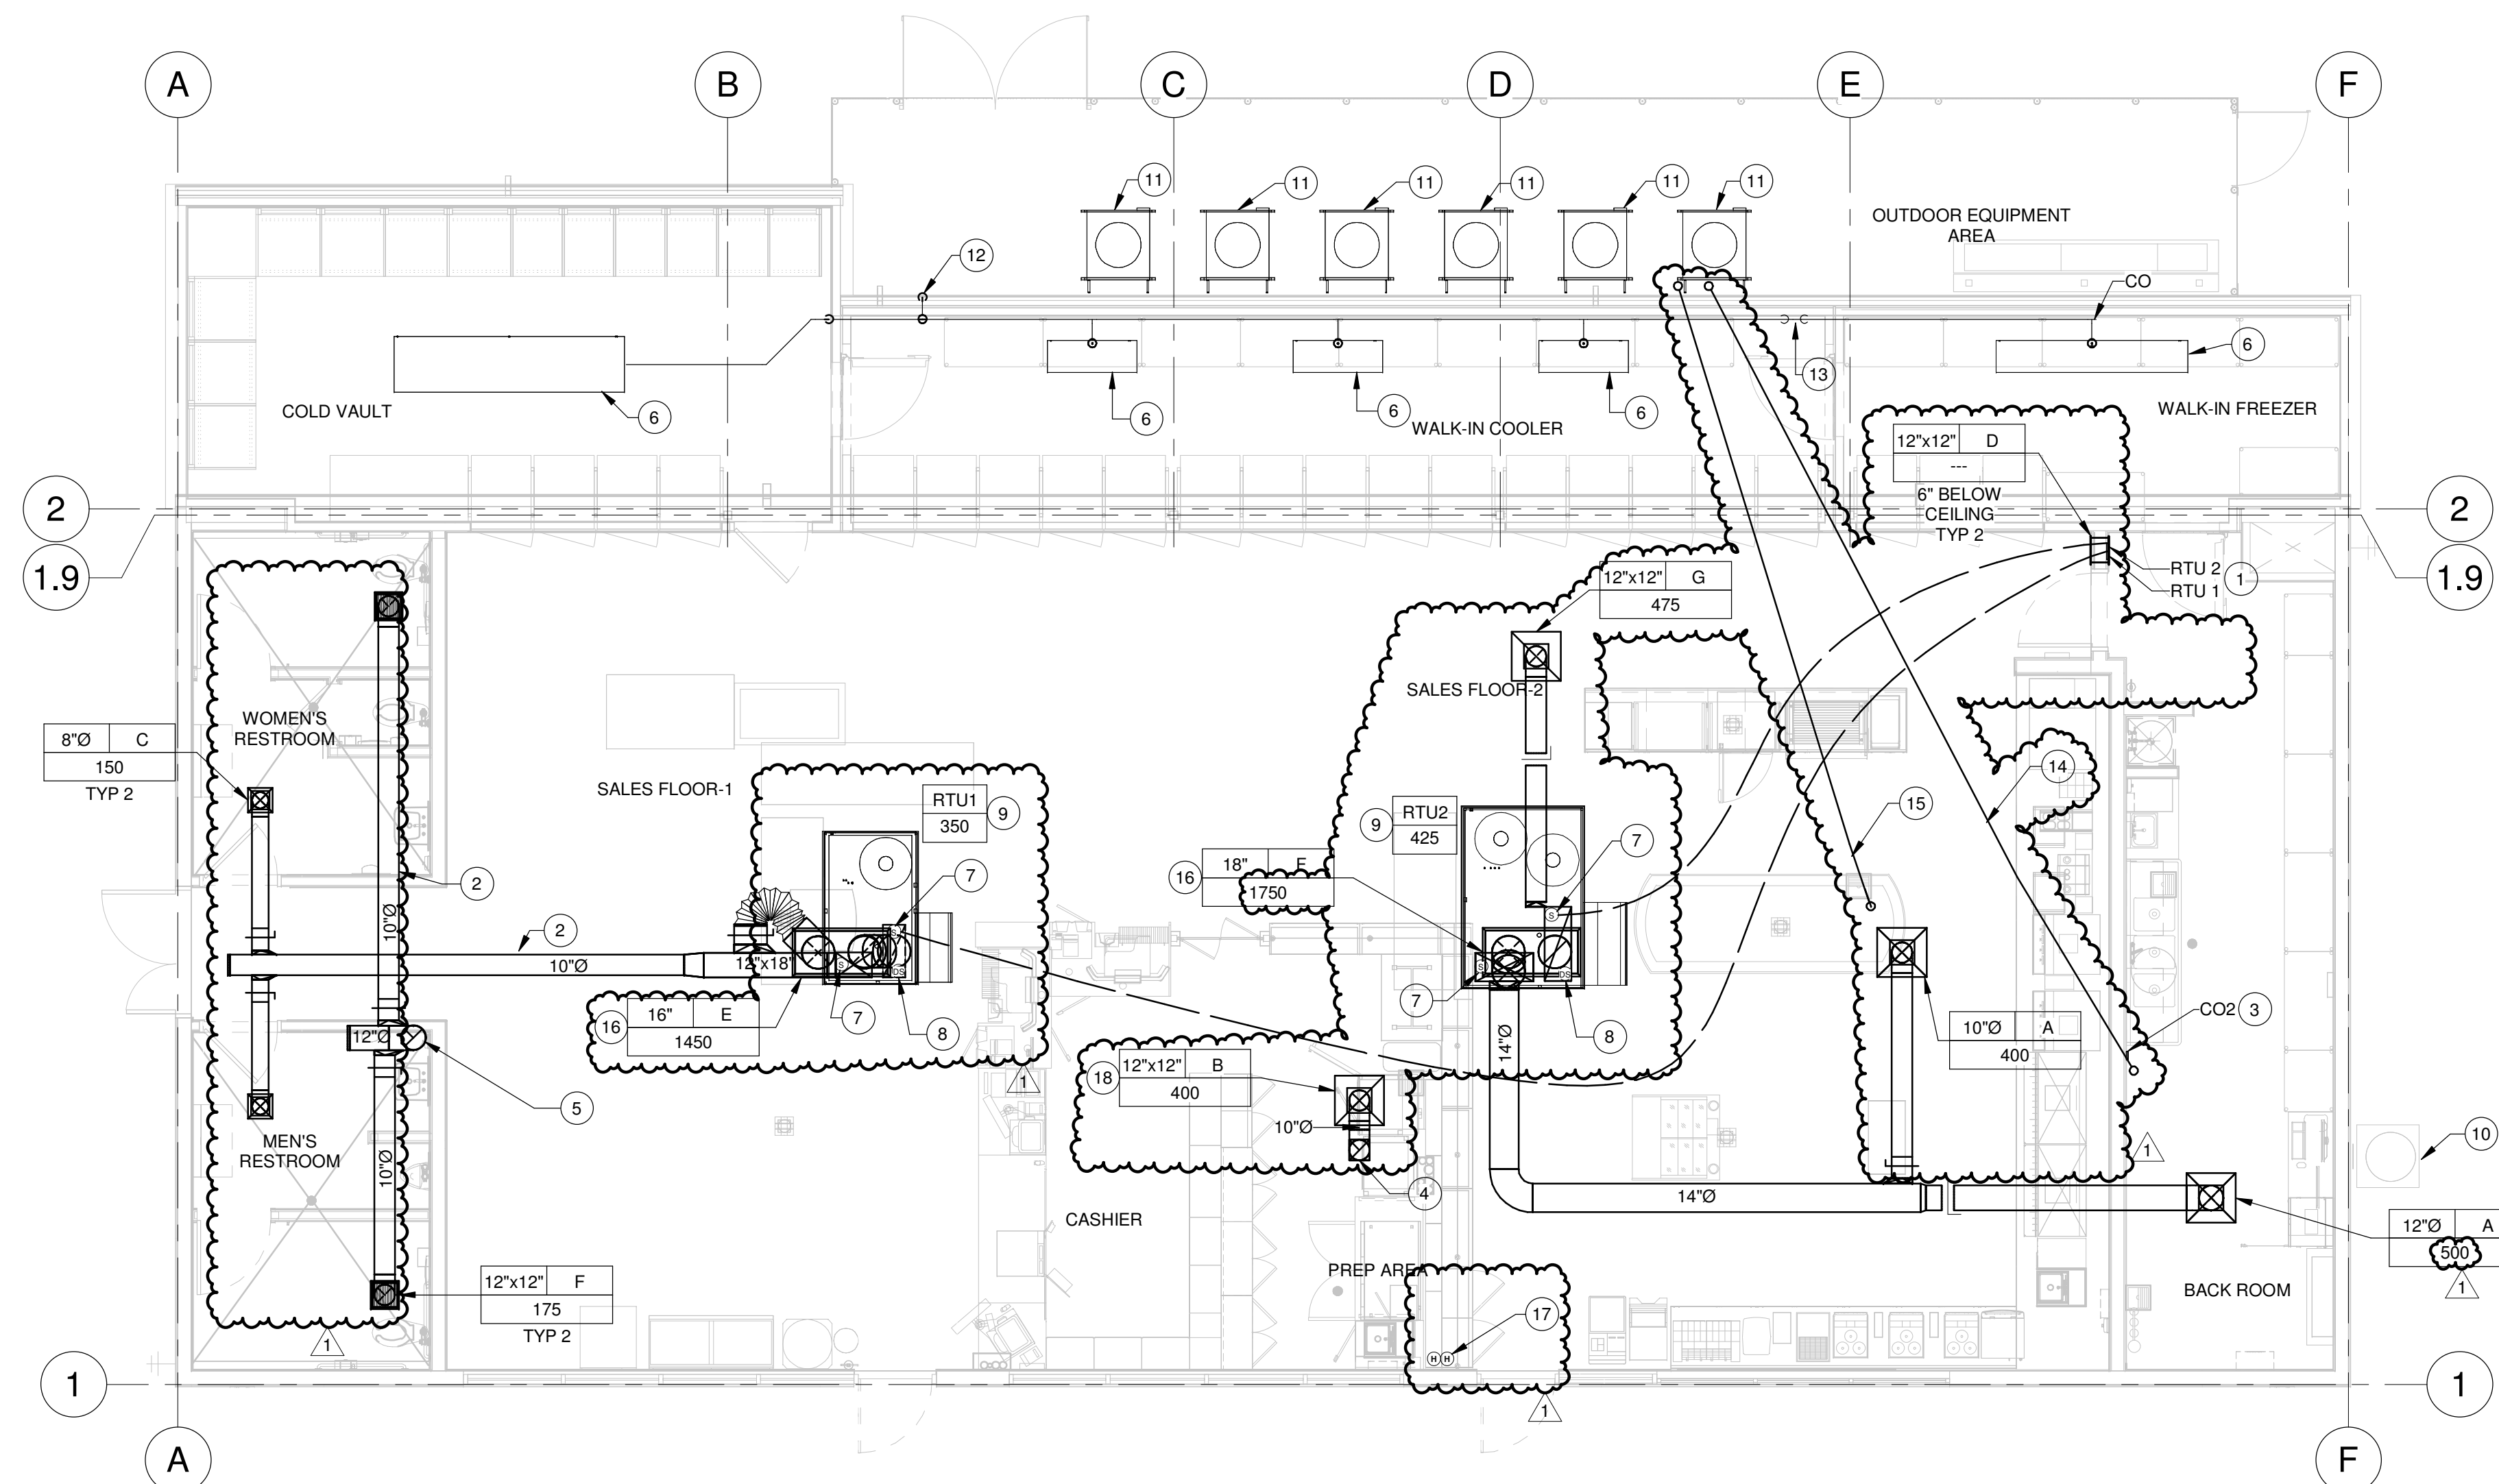 A
B
C
D
E
F
11
11
11
11
11
11
OUTDOOR EQUIPMENT
AREA
12
CO
6
13
COLD VAULT
6
6
6
6
WALK-IN COOLER
WALK-IN FREEZER
12"x12" D
---
6" BELOW
CEILING
TYP 2
2
2
1.9
1.9
RTU 2
1
RTU 1
12"x12" G
475
SALES FLOOR-2
WOMEN'S
RESTROOM
8"Ø C
150
TYP 2
SALES FLOOR-1
RTU1
350
9
9
RTU2
425
14
15
7
7
2
16
18" E
1750
10"Ø
2
10"Ø
12"x18"
S
S
DS
S
S
DS
7
7
8
8
16
16" E
1450
1
12"Ø
5
14"Ø
10"Ø A
400
CO2
3
18
12"x12" B
400
10"Ø
4
MEN'S
RESTROOM
10"Ø
1
10
14"Ø
CASHIER
12"Ø A
500
1
PREP AREA
BACK ROOM
12"x12" F
175
TYP 2
17
H H
1
1
1
1
A
F